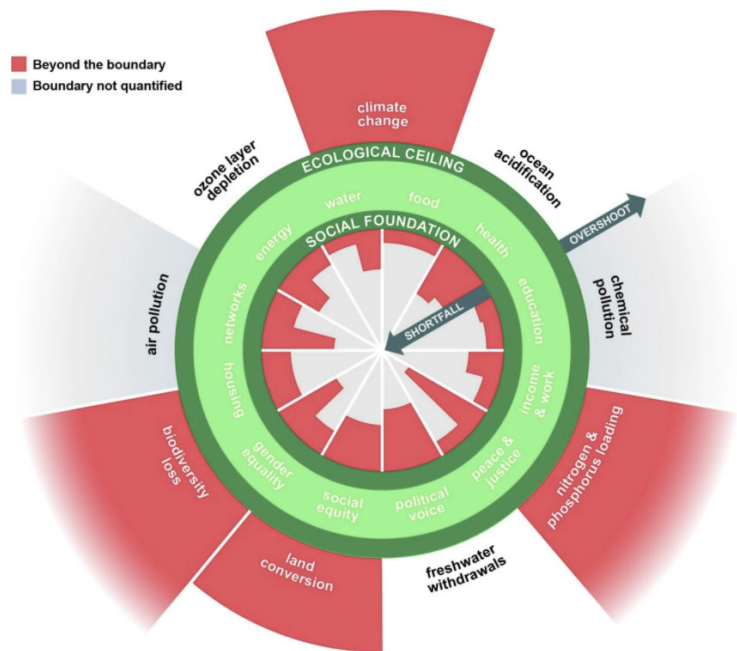 Beyond the boundary
Boundary not quantified
climate
change
ozone layer
depletion
ECOLOGICAL CEILING
ocean
acidification
water
food
energy
health
SOCIAL FOUNDATION
OVERSHOOT
SHORTFALL
networks
education
air pollution
chemical
pollution
housing
income
& work
gender
equality
peace &
justice
social
equity
political
voice
biodiversity
loss
nitrogen &
phosphorus loading
land
conversion
freshwater
withdrawals